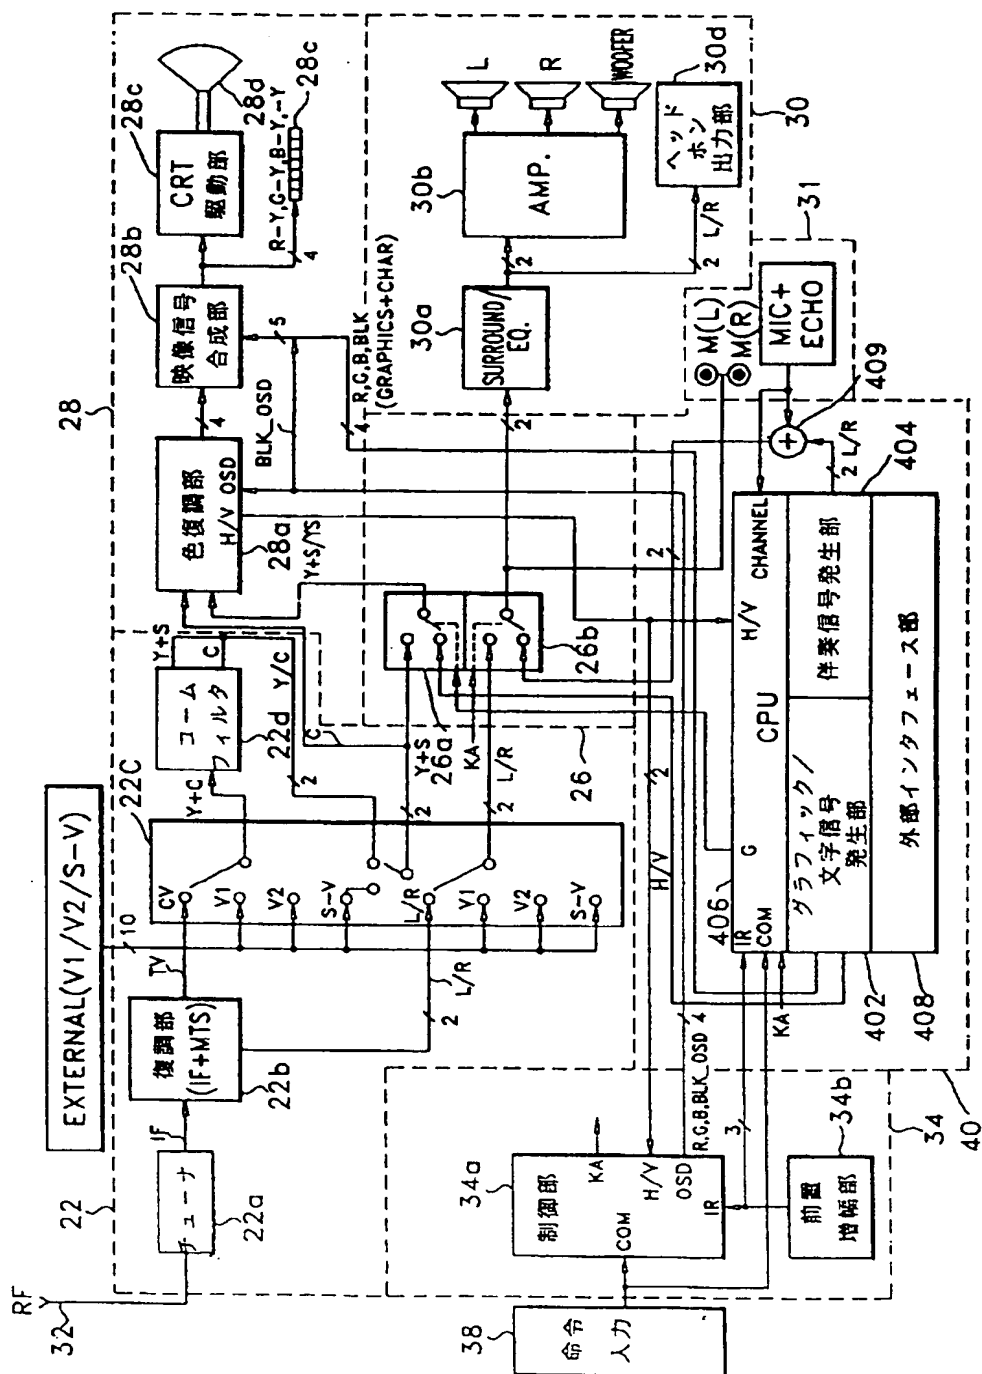 RF
32
EXTERNAL(V1/V2/S-V)
10
22
チューナ
22a
IF
復調部
(IF+MTS)
22b
TV
2
L/R
22C
CV
V1
V2
S-V
L/R
V1
V2
S-V
Y+C
コーム
フィルタ
22d
Y+S
C
Y/C
2
C
Y+S
2
L/R
2
26
26a
KA
26b
28
色復調部
H/V OSD
28a
Y+S/YS
4
BLK_OSD
映像信号
合成部
28b
5
4
R,G,B,BLK
(GRAPHICS+CHAR)
CRT
駆動部
28c
28d
R-Y,G-Y,B-Y,-Y
4
28c
2
SURROUND/
EQ.
30a
2
AMP.
30b
L
R
WOOFER
2
L/R
ヘッド
ホン
出力部
30d
30
31
M(L)
M(R)
MIC+
ECHO
409
2 L/R
2
404
38
命令
入力
34a
制御部
COM
KA
H/V
OSD
IR
H/V
2
R,G,B,BLK_OSD
4
3
前置
増幅部
34b
34
40
406
IR
COM
G
CPU
H/V
CHANNEL
KA
グラフィック/
文字信号
発生部
伴奏信号発生部
外部インタフェース部
402
408